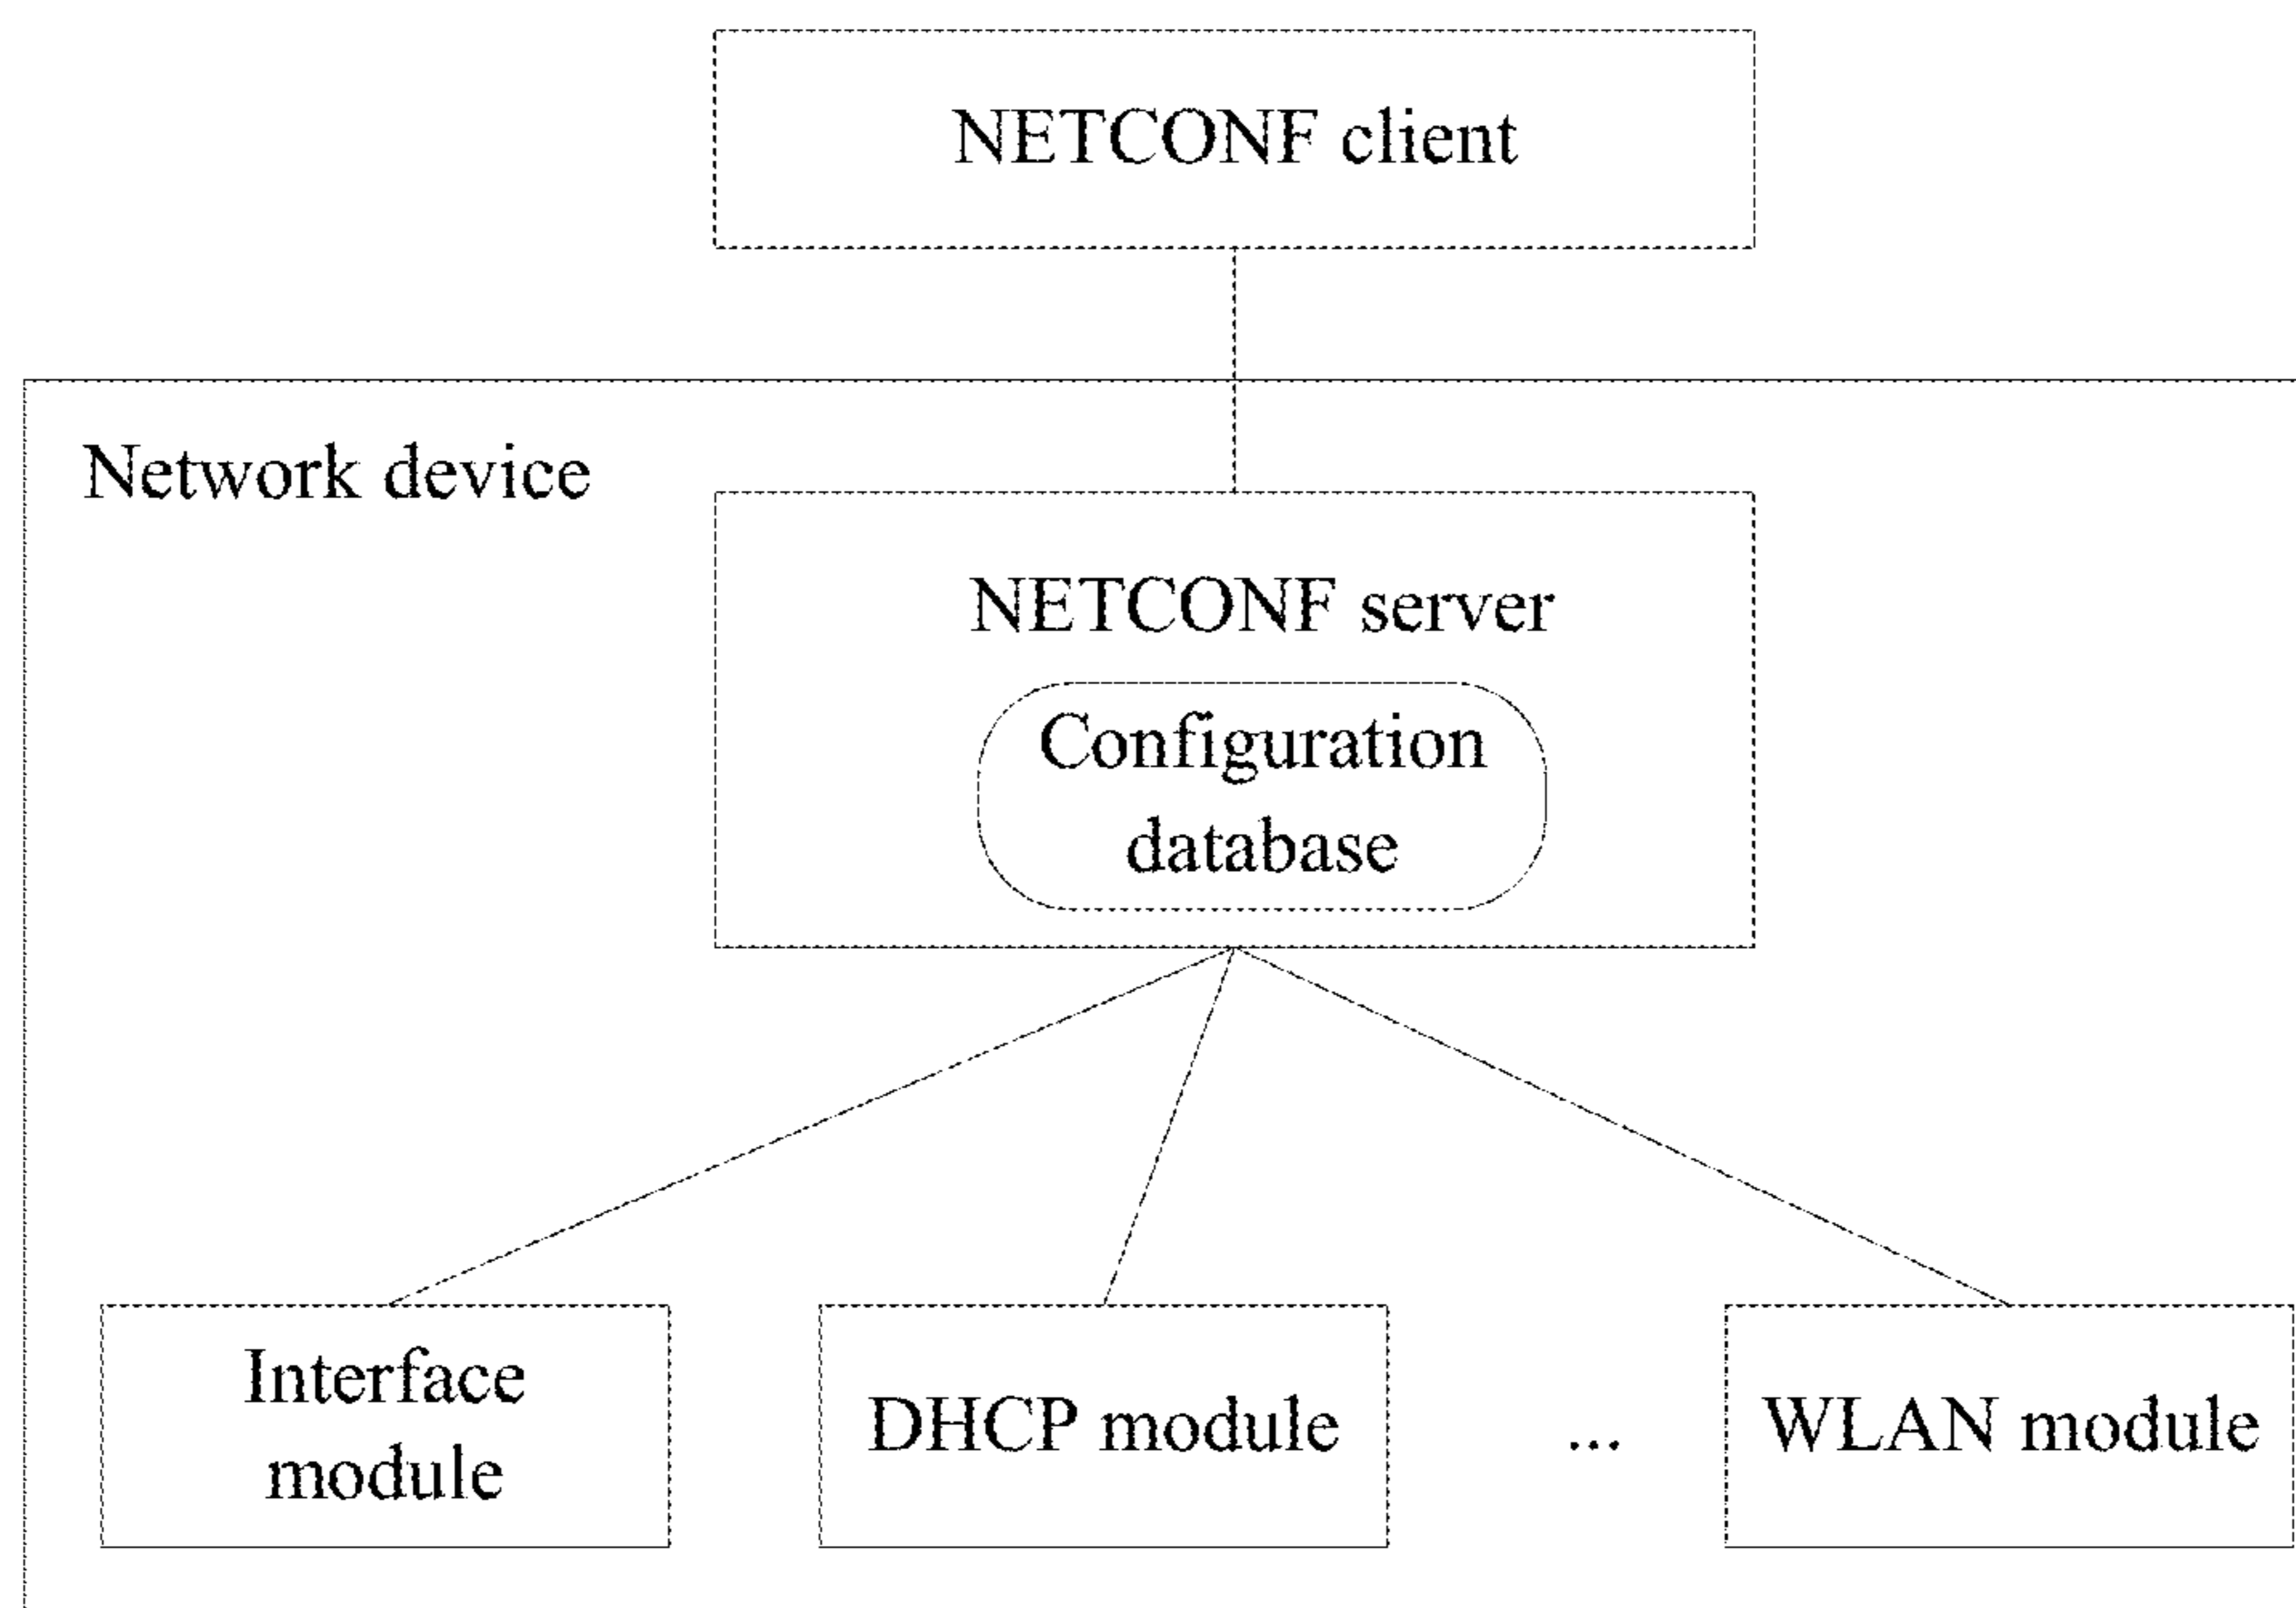 NETCONF client
Network device
NETCONF server
Configuration
database
Interface
module
DHCP module
...
WLAN module